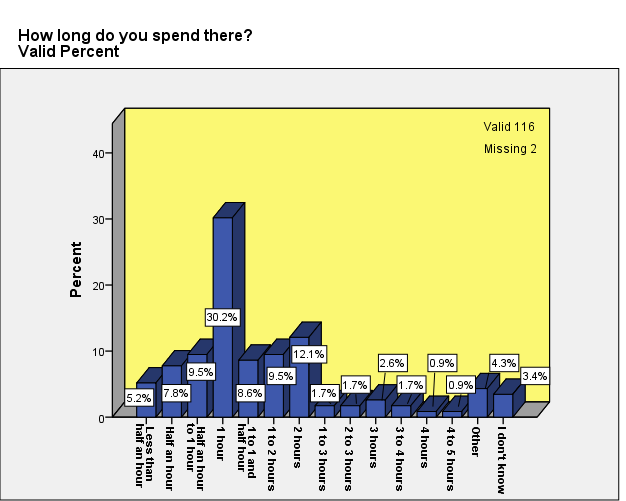 How long do you spend there?
Valid Percent
Valid 116
Missing 2
Percent
40
30
20
10
0
5.2%
7.8%
9.5%
30.2%
8.6%
9.5%
12.1%
1.7%
1.7%
2.6%
1.7%
0.9%
0.9%
4.3%
3.4%
Less than
half an hour
Half an hour
Half an hour
to 1 hour
1 hour
1 to 1 and
half hour
1 to 2 hours
2 hours
1 to 3 hours
2 to 3 hours
3 hours
3 to 4 hours
4 hours
4 to 5 hours
Other
I don't know